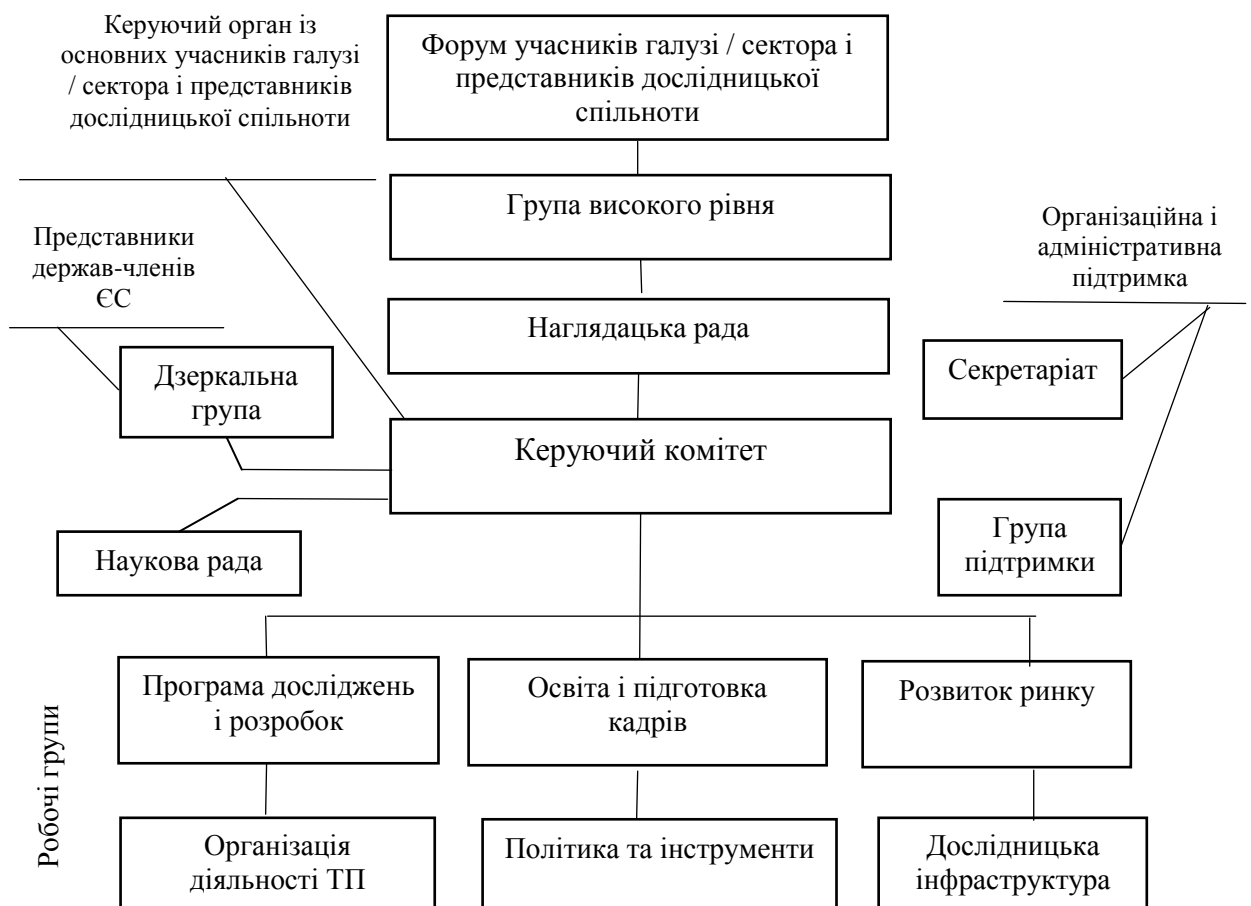 Керуючий орган із
основних учасників галузі
/ сектора і представників
дослідницької спільноти
Форум учасників галузі / сектора і
представників дослідницької
спільноти
Група високого рівня
Представники
держав-членів
ЄС
Організаційна і
адміністративна
підтримка
Наглядацька рада
Дзеркальна
група
Секретаріат
Керуючий комітет
Наукова рада
Група
підтримки
Робочі групи
Програма досліджень
і розробок
Освіта і підготовка
кадрів
Розвиток ринку
Організація
діяльності ТП
Політика та інструменти
Дослідницька
інфраструктура